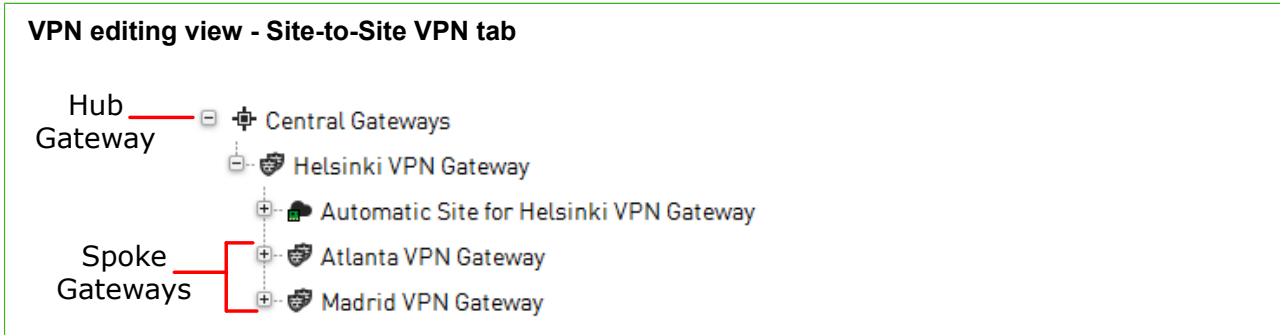 VPN editing view - Site-to-Site VPN tab
Hub
Gateway
Central Gateways
Helsinki VPN Gateway
Automatic Site for Helsinki VPN Gateway
Spoke
Gateways
Atlanta VPN Gateway
Madrid VPN Gateway